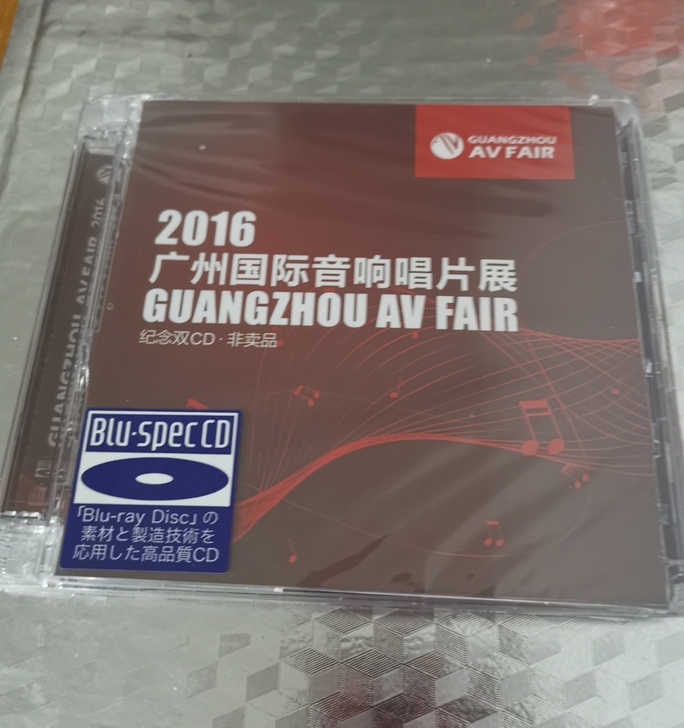 GUANGZHOU
AV FAIR
2016
广州国际音响唱片展
GUANGZHOU AV FAIR
纪念双CD·非卖品
Blu-spec CD
「Blu-ray Disc」の
素材と製造技術を
応用した高品質CD
GUANGZHOU AV FAIR 2016